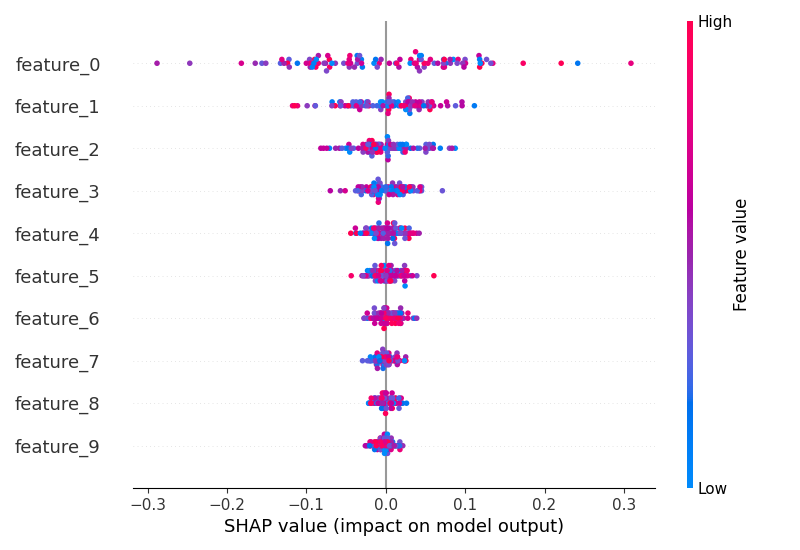 High
feature_0
feature_1
feature_2
feature_3
feature_4
feature_5
feature_6
feature_7
feature_8
feature_9
Feature value
Low
−0.3 −0.2 −0.1 0.0 0.1 0.2 0.3
SHAP value (impact on model output)